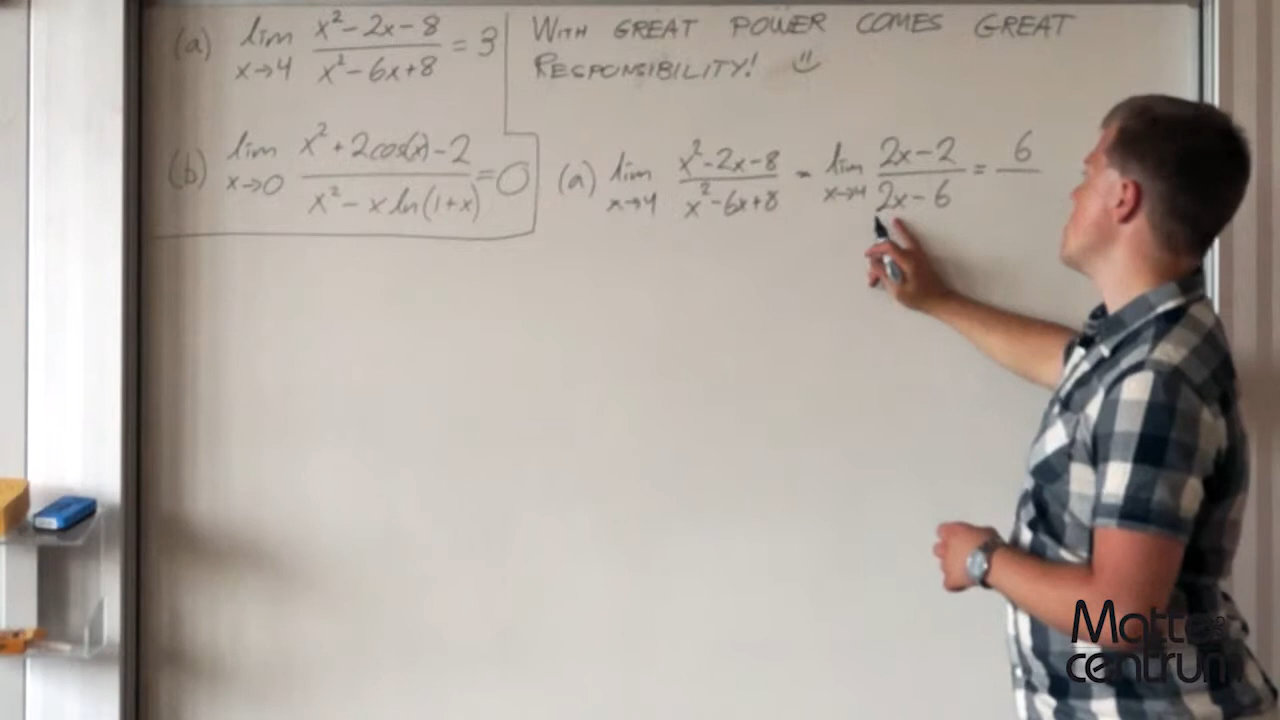 (a) lim x→4 x²-2x-8 / x²-6x+8 = 3
(b) lim x→0 x²+2cos(x)-2 / x²-x ln(1+x) = 0
WITH GREAT POWER COMES GREAT
RESPONSIBILITY! :)
(a) lim x→4 x²-2x-8 / x²-6x+8 = lim x→4 2x-2 / 2x-6 = 6 /
Matte
centrum